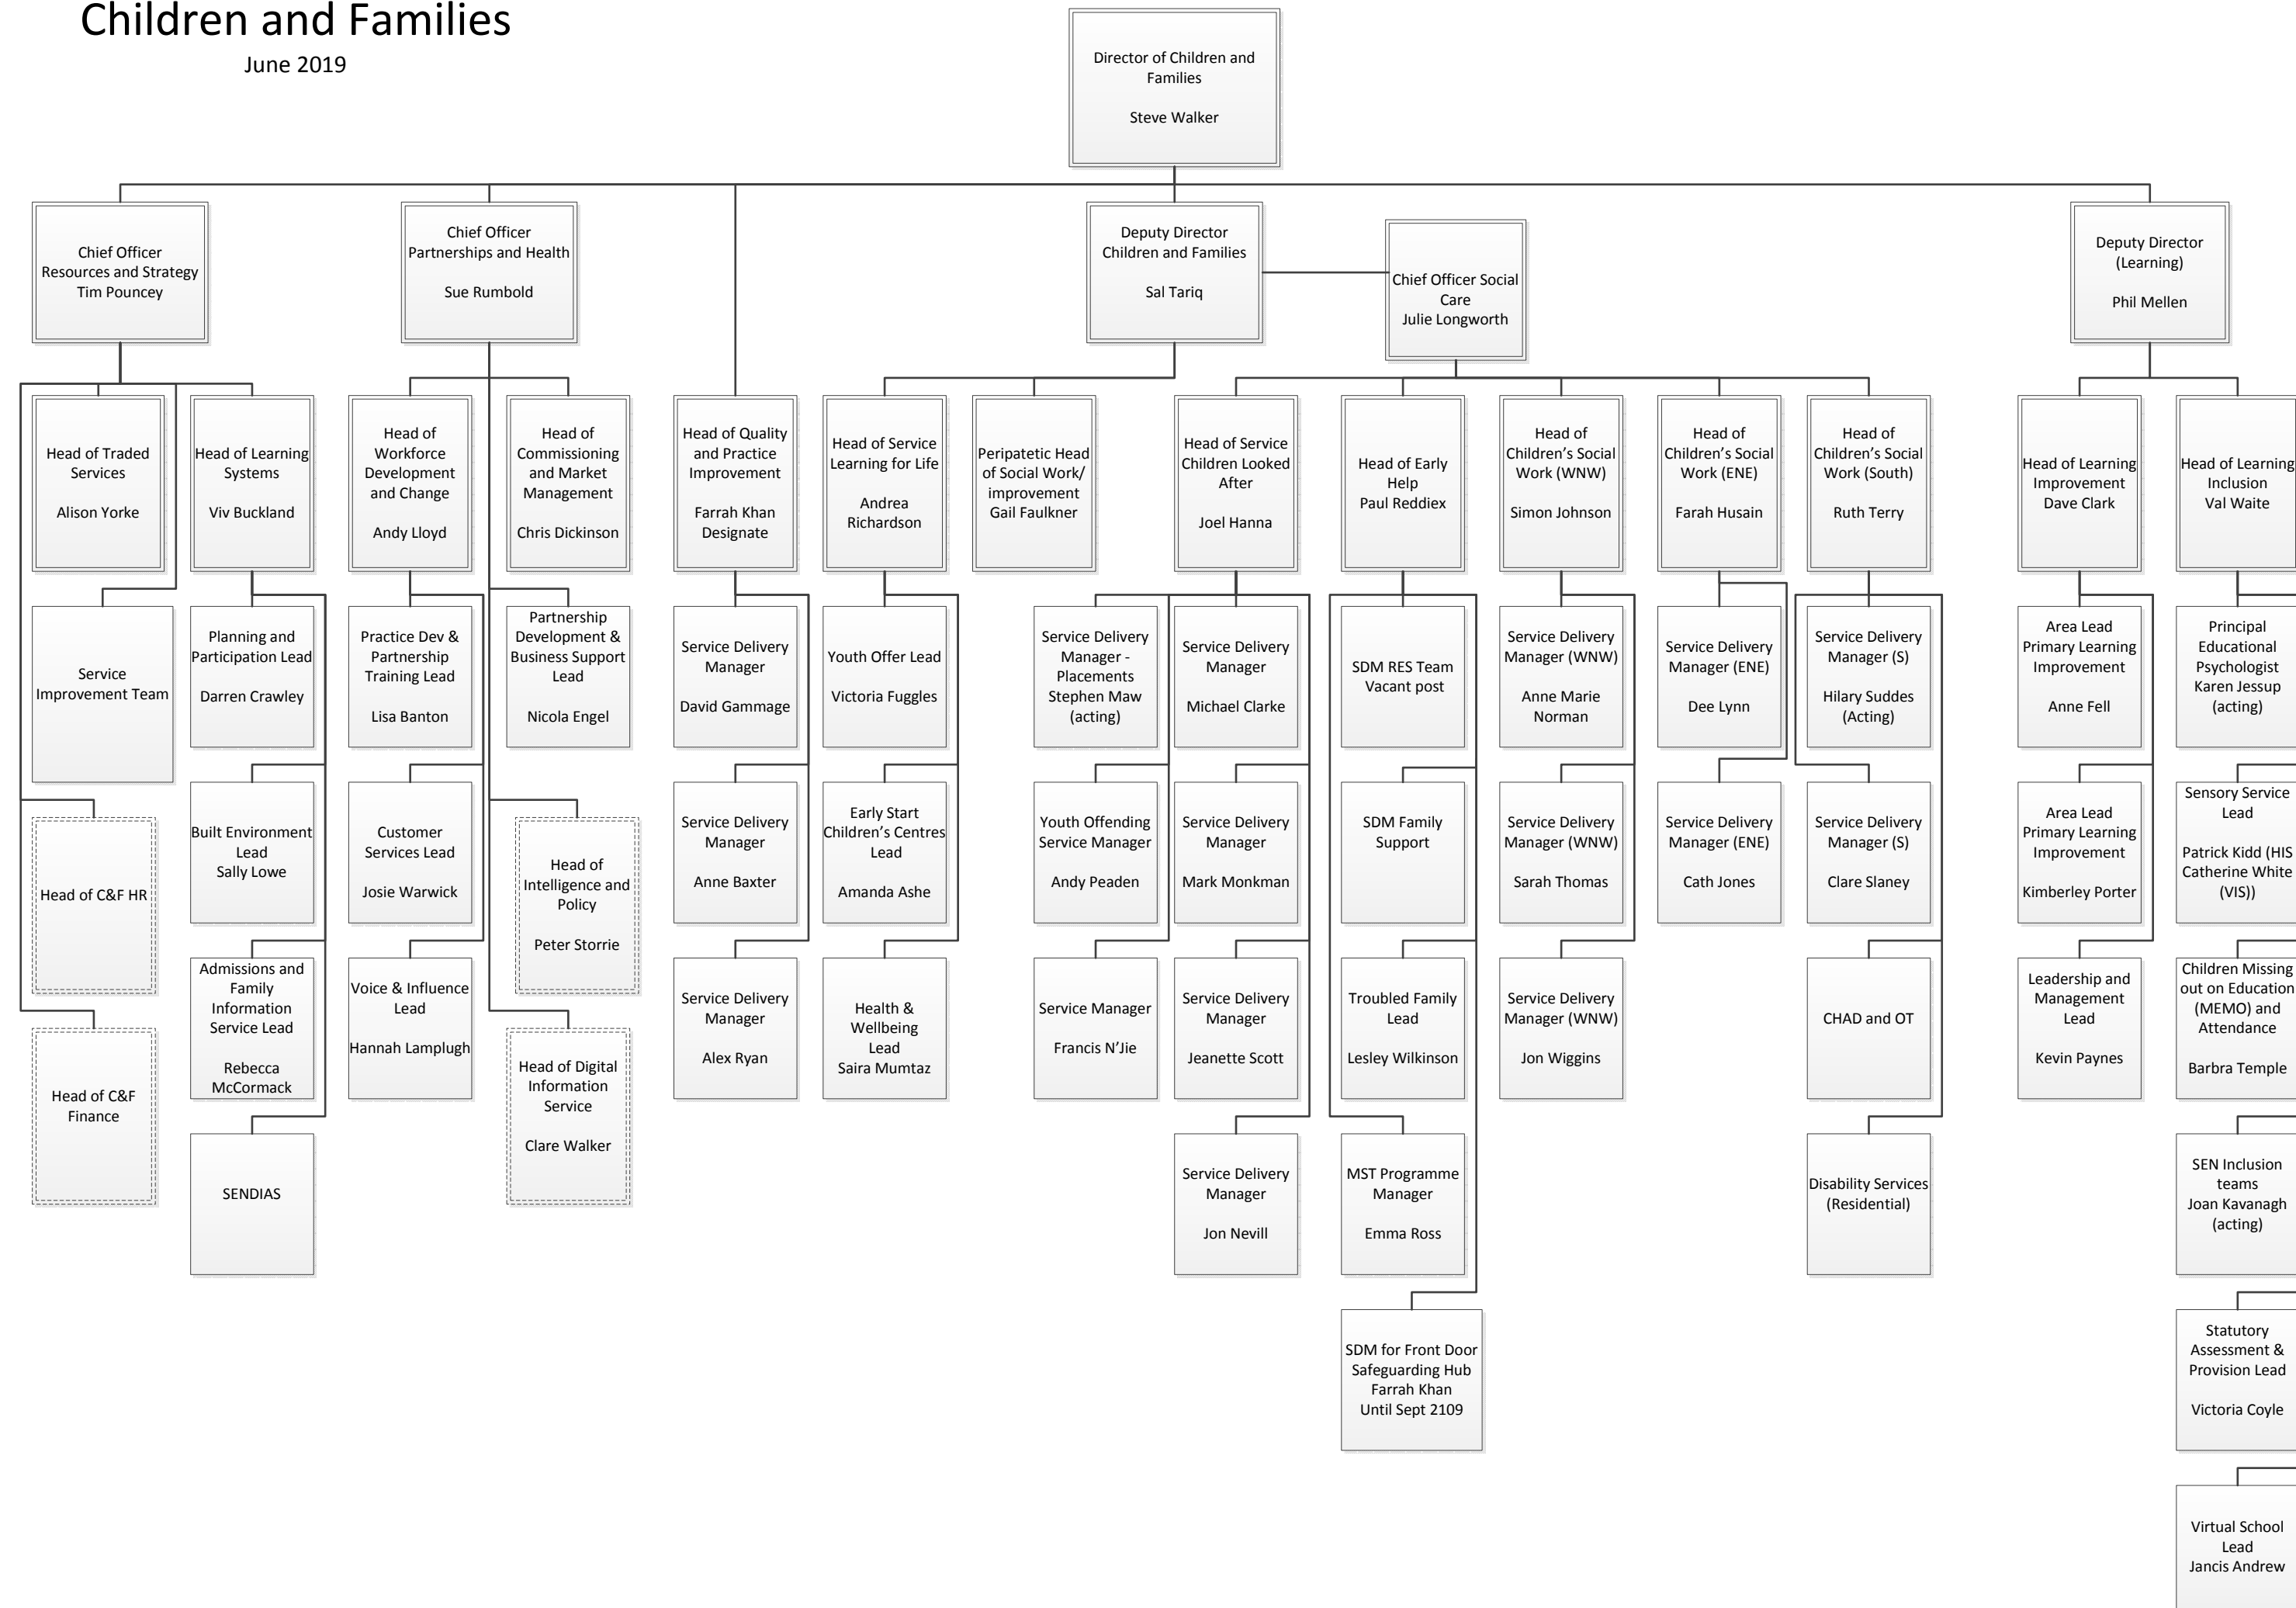 Children and Families
June 2019
Director of Children and
Families
Steve Walker
Chief Officer
Resources and Strategy
Tim Pouncey
Chief Officer
Partnerships and Health
Sue Rumbold
Deputy Director
Children and Families
Sal Tariq
Chief Officer Social
Care
Julie Longworth
Deputy Director
(Learning)
Phil Mellen
Head of Traded
Services
Alison Yorke
Head of Learning
Systems
Viv Buckland
Head of
Workforce
Development
and Change
Andy Lloyd
Head of
Commissioning
and Market
Management
Chris Dickinson
Head of Quality
and Practice
Improvement
Farrah Khan
Designate
Head of Service
Learning for Life
Andrea
Richardson
Peripatetic Head
of Social Work/
improvement
Gail Faulkner
Head of Service
Children Looked
After
Joel Hanna
Head of Early
Help
Paul Reddiex
Head of
Children’s Social
Work (WNW)
Simon Johnson
Head of
Children’s Social
Work (ENE)
Farah Husain
Head of
Children’s Social
Work (South)
Ruth Terry
Head of Learning
Improvement
Dave Clark
Head of Learning
Inclusion
Val Waite
Service
Improvement Team
Planning and
Participation Lead
Darren Crawley
Practice Dev &
Partnership
Training Lead
Lisa Banton
Partnership
Development &
Business Support
Lead
Nicola Engel
Service Delivery
Manager
David Gammage
Youth Offer Lead
Victoria Fuggles
Service Delivery
Manager -
Placements
Stephen Maw
(acting)
Service Delivery
Manager
Michael Clarke
SDM RES Team
Vacant post
Service Delivery
Manager (WNW)
Anne Marie
Norman
Service Delivery
Manager (ENE)
Dee Lynn
Service Delivery
Manager (S)
Hilary Suddes
(Acting)
Area Lead
Primary Learning
Improvement
Anne Fell
Principal
Educational
Psychologist
Karen Jessup
(acting)
Head of C&F HR
Built Environment
Lead
Sally Lowe
Customer
Services Lead
Josie Warwick
Head of
Intelligence and
Policy
Peter Storrie
Service Delivery
Manager
Anne Baxter
Early Start
Children’s Centres
Lead
Amanda Ashe
Youth Offending
Service Manager
Andy Peaden
Service Delivery
Manager
Mark Monkman
SDM Family
Support
Service Delivery
Manager (WNW)
Sarah Thomas
Service Delivery
Manager (ENE)
Cath Jones
Service Delivery
Manager (S)
Clare Slaney
Area Lead
Primary Learning
Improvement
Kimberley Porter
Sensory Service
Lead
Patrick Kidd (HIS
Catherine White
(VIS))
Head of C&F
Finance
Admissions and
Family
Information
Service Lead
Rebecca
McCormack
Voice & Influence
Lead
Hannah Lamplugh
Head of Digital
Information
Service
Clare Walker
Service Delivery
Manager
Alex Ryan
Health &
Wellbeing
Lead
Saira Mumtaz
Service Manager
Francis N’Jie
Service Delivery
Manager
Jeanette Scott
Troubled Family
Lead
Lesley Wilkinson
Service Delivery
Manager (WNW)
Jon Wiggins
CHAD and OT
Leadership and
Management
Lead
Kevin Paynes
Children Missing
out on Education
(MEMO) and
Attendance
Barbra Temple
SENDIAS
Service Delivery
Manager
Jon Nevill
MST Programme
Manager
Emma Ross
Disability Services
(Residential)
SEN Inclusion
teams
Joan Kavanagh
(acting)
SDM for Front Door
Safeguarding Hub
Farrah Khan
Until Sept 2109
Statutory
Assessment &
Provision Lead
Victoria Coyle
Virtual School
Lead
Jancis Andrew